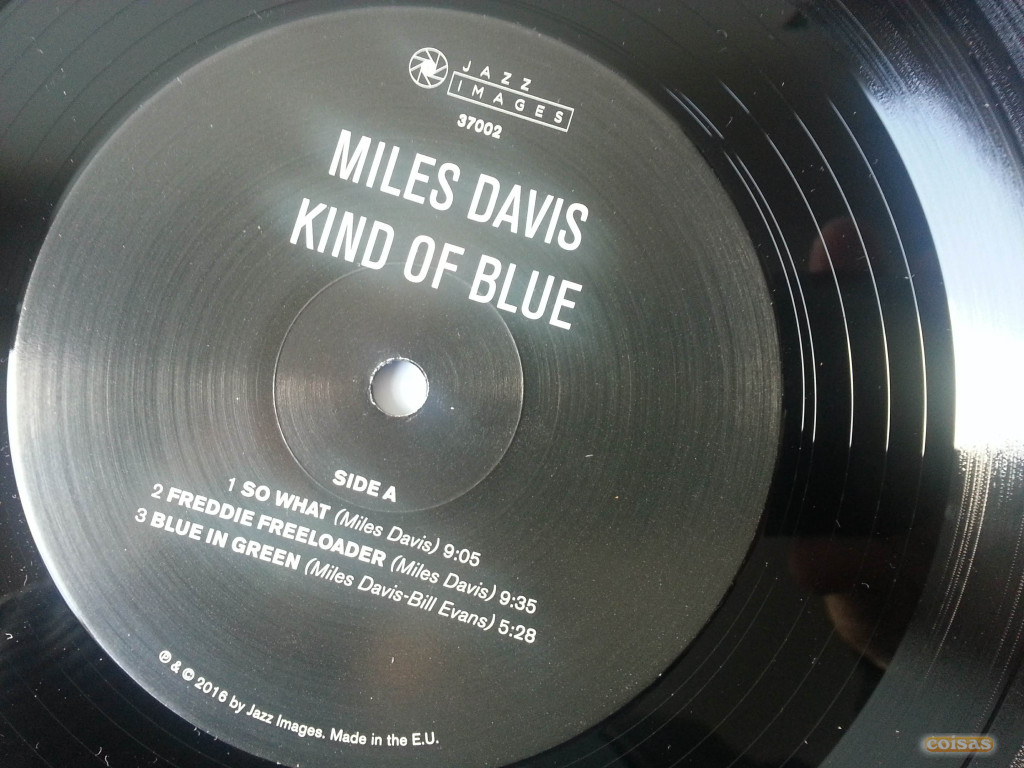 JAZZ
IMAGES
37002
MILES DAVIS
KIND OF BLUE
SIDE A
1 SO WHAT (Miles Davis) 9:05
2 FREDDIE FREELOADER (Miles Davis) 9:35
3 BLUE IN GREEN (Miles Davis-Bill Evans) 5:28
℗ & © 2016 by Jazz Images. Made in the E.U.
coisas